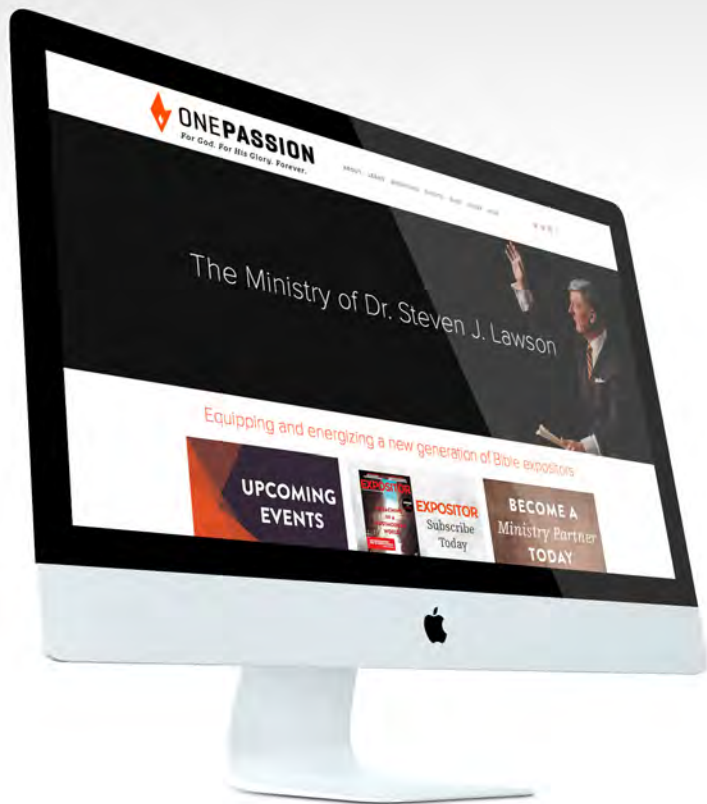 ONEPASSION
For God. For His Glory. Forever.
ABOUT
The Ministry of Dr. Steven J. Lawson
Equipping and energizing a new generation of Bible expositors
UPCOMING
EVENTS
EXPOSITOR
EXPOSITOR
Subscribe
Today
BECOME A
Ministry Partner
TODAY